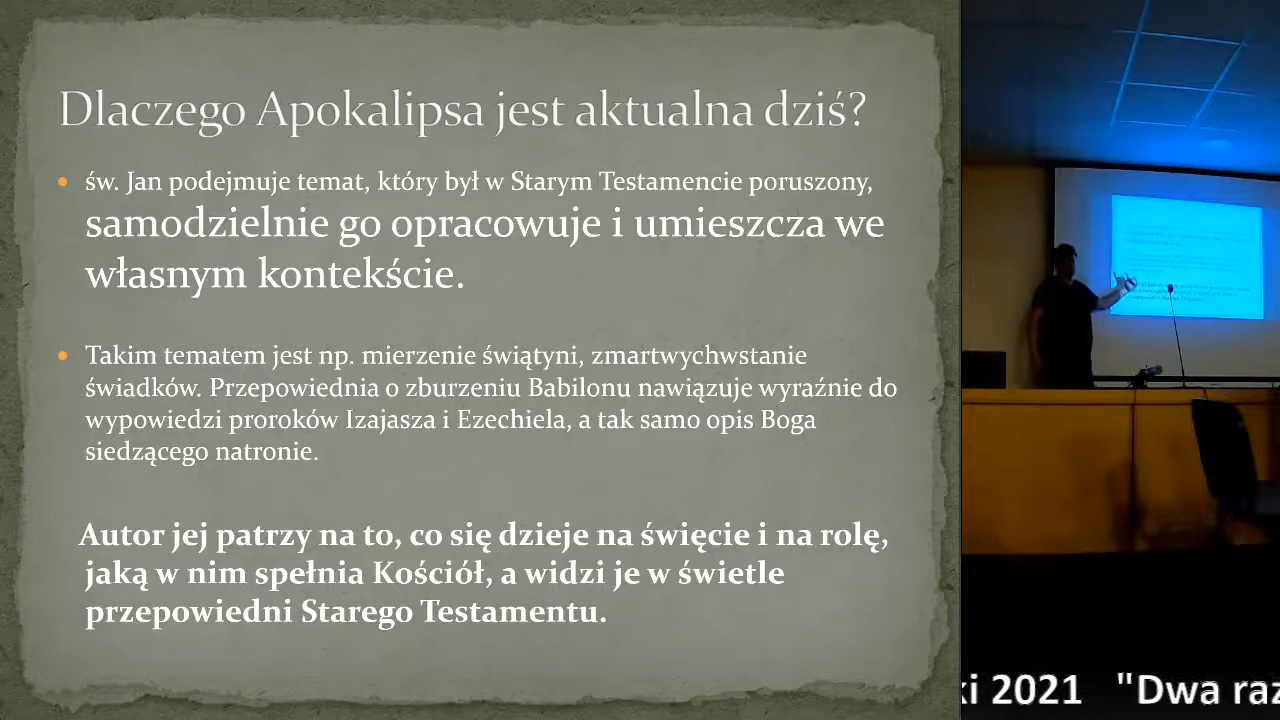 Dlaczego Apokalipsa jest aktualna dziś?
św. Jan podejmuje temat, który był w Starym Testamencie poruszony,
samodzielnie go opracowuje i umieszcza we
własnym kontekście.
Takim tematem jest np. mierzenie świątyni, zmartwychwstanie
świadków. Przepowiednia o zburzeniu Babilonu nawiązuje wyraźnie do
wypowiedzi proroków Izajasza i Ezechiela, a tak samo opis Boga
siedzącego natronie.
Autor jej patrzy na to, co się dzieje na święcie i na rolę,
jaką w nim spełnia Kościół, a widzi je w świetle
przepowiedni Starego Testamentu.
ki 2021 "Dwa raz